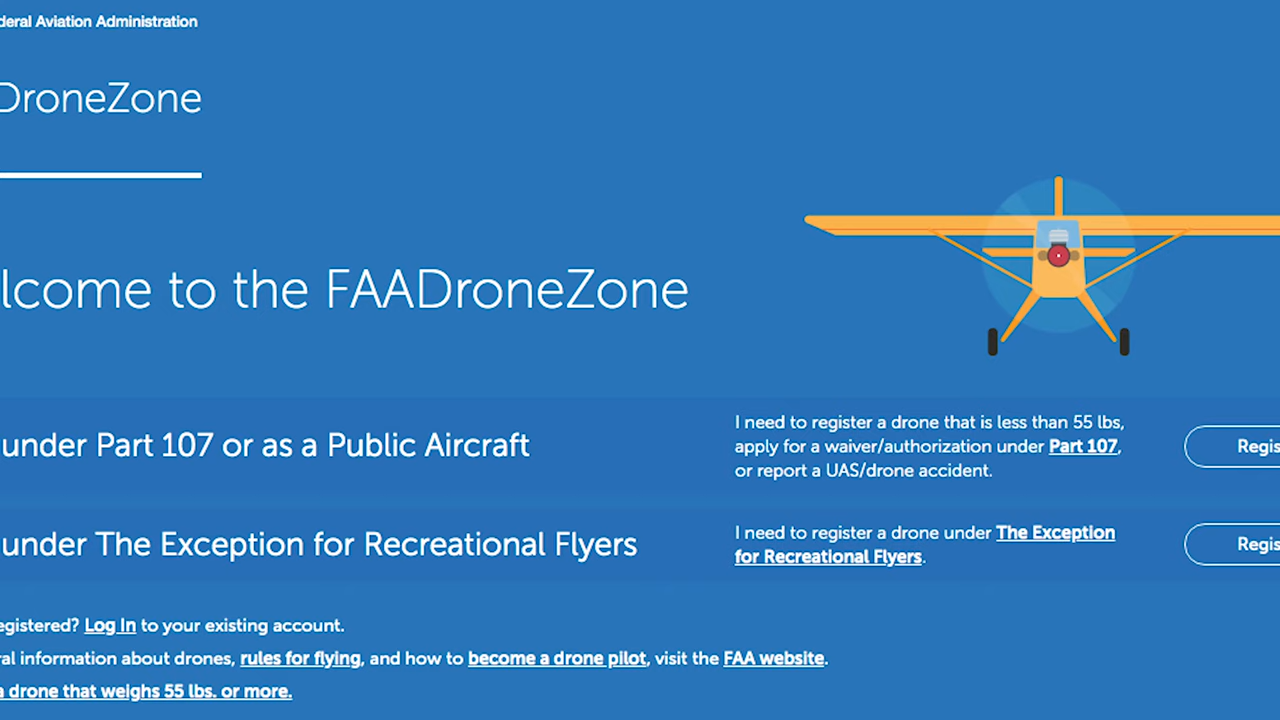 deral Aviation Administration
DroneZone
lcome to the FAADroneZone
under Part 107 or as a Public Aircraft
I need to register a drone that is less than 55 lbs,
apply for a waiver/authorization under Part 107,
or report a UAS/drone accident.
Regis
under The Exception for Recreational Flyers
I need to register a drone under The Exception
for Recreational Flyers.
Regis
egistered? Log In to your existing account.
ral information about drones, rules for flying, and how to become a drone pilot, visit the FAA website.
a drone that weighs 55 lbs. or more.